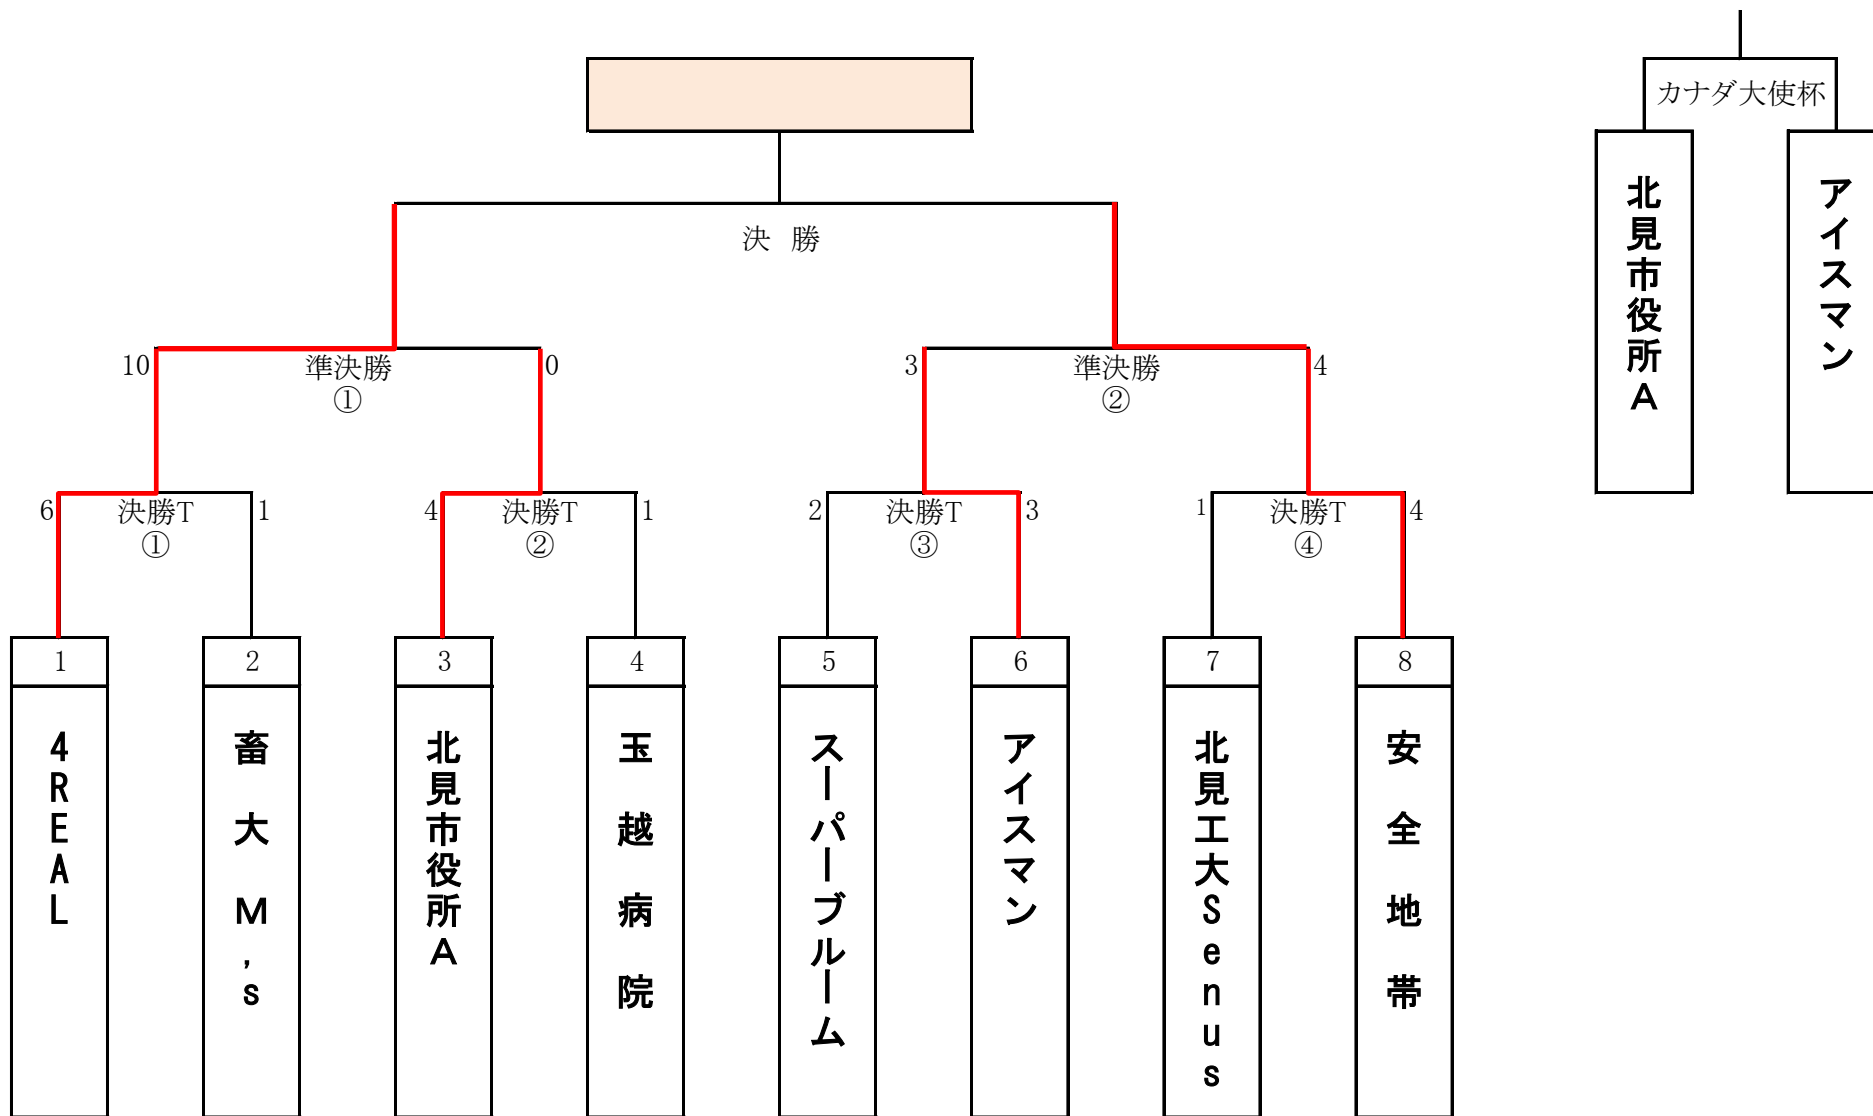 カナダ大使杯
北見市役所A
アイスマン
決 勝
10
準決勝
①
0
3
準決勝
②
4
6
決勝T
①
1
4
決勝T
②
1
2
決勝T
③
3
1
決勝T
④
4
1
2
3
4
5
6
7
8
4REAL
畜大M,s
北見市役所A
玉越病院
スーパーブルーム
アイスマン
北見工大Senus
安全地帯